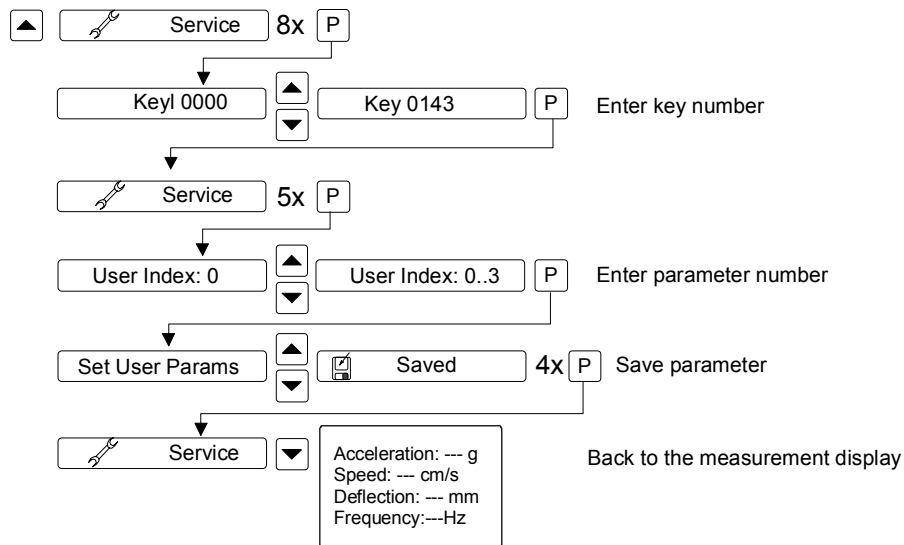 Service 8x P
Keyl 0000 Key 0143 P Enter key number
Service 5x P
User Index: 0 User Index: 0..3 P Enter parameter number
Set User Params Saved 4x P Save parameter
Service Back to the measurement display
Acceleration: --- g
Speed: --- cm/s
Deflection: --- mm
Frequency:---Hz